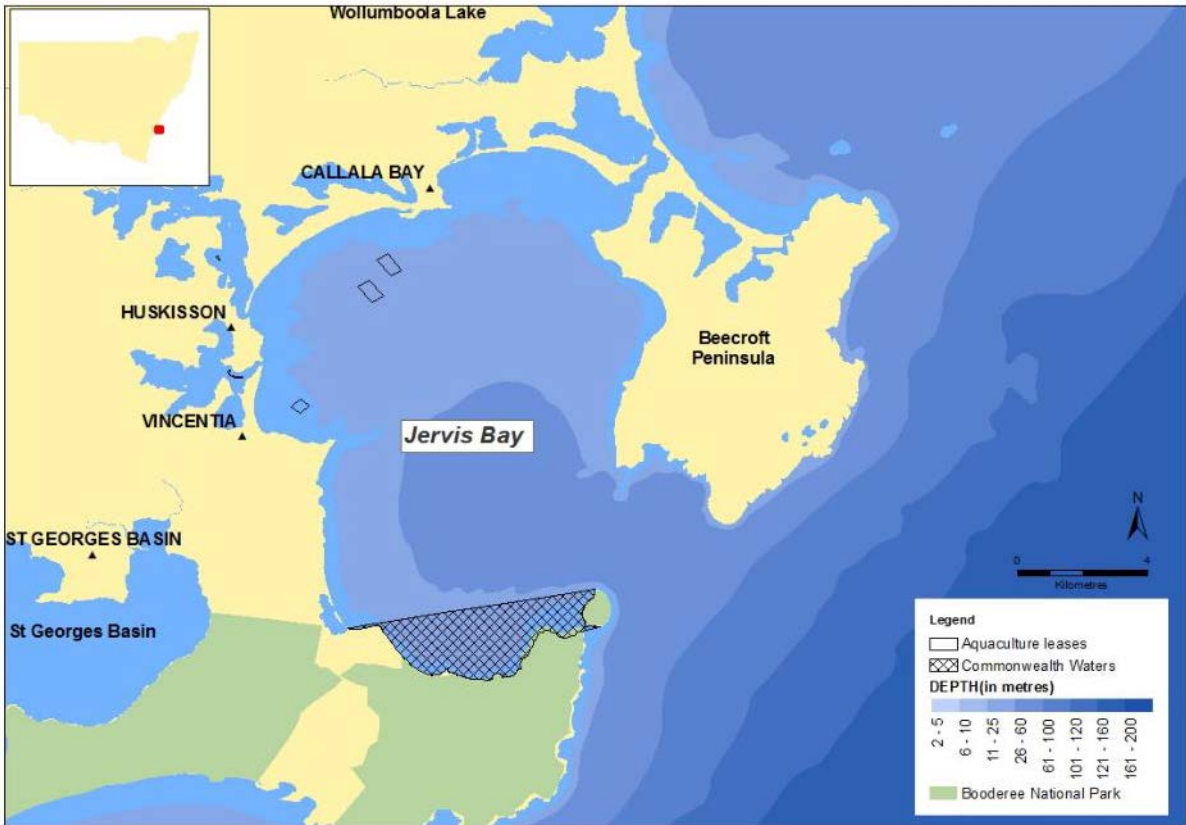 Wollumboola Lake
CALLALA BAY
HUSKISSON
Beecroft
Peninsula
VINCENTIA
Jervis Bay
ST GEORGES BASIN
St Georges Basin
N
0 4
Kilometres
Legend
Aquaculture leases
Commonwealth Waters
DEPTH(in metres)
2 - 5
6 - 10
11 - 25
26 - 60
61 - 100
101 - 120
121 - 160
161 - 200
Booderee National Park